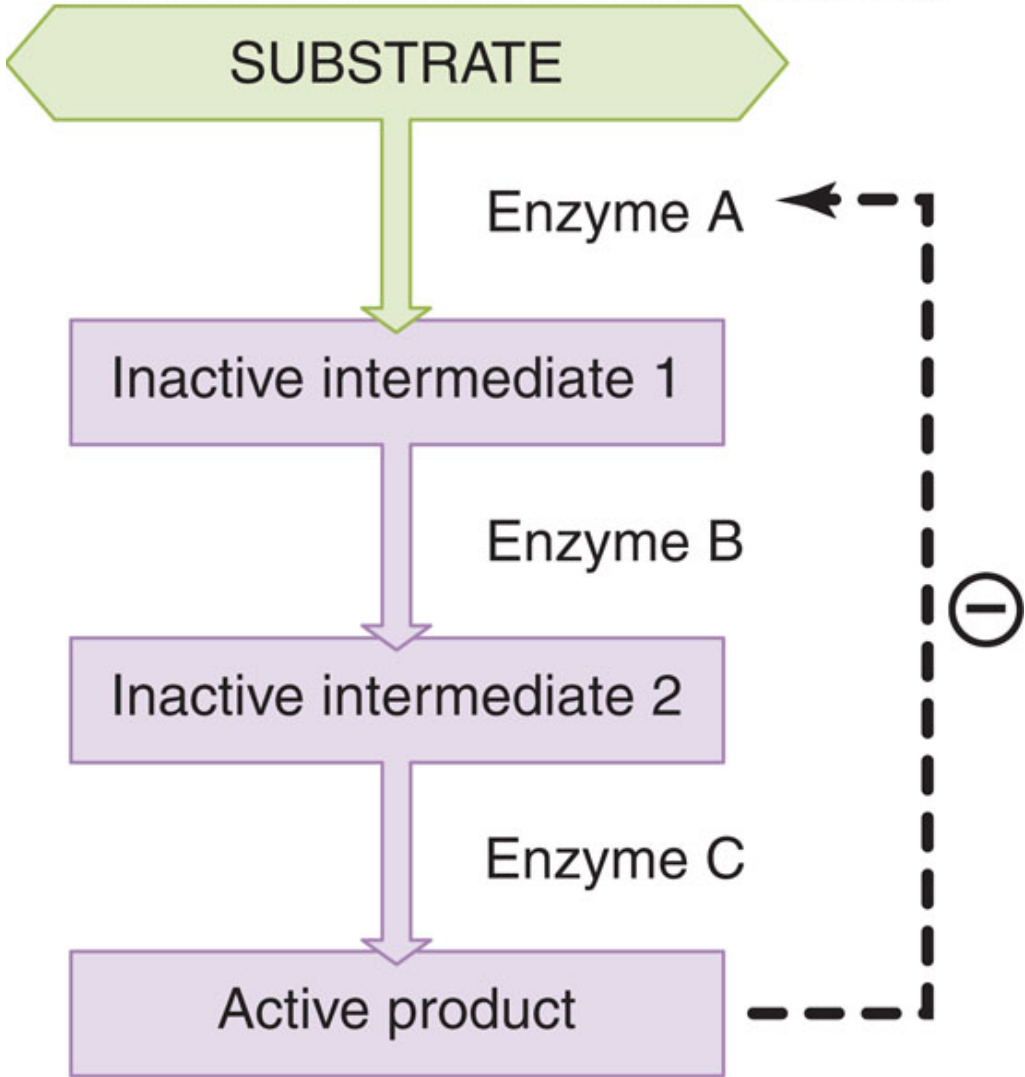 SUBSTRATE
Enzyme A
Inactive intermediate 1
Enzyme B
Inactive intermediate 2
Enzyme C
Active product